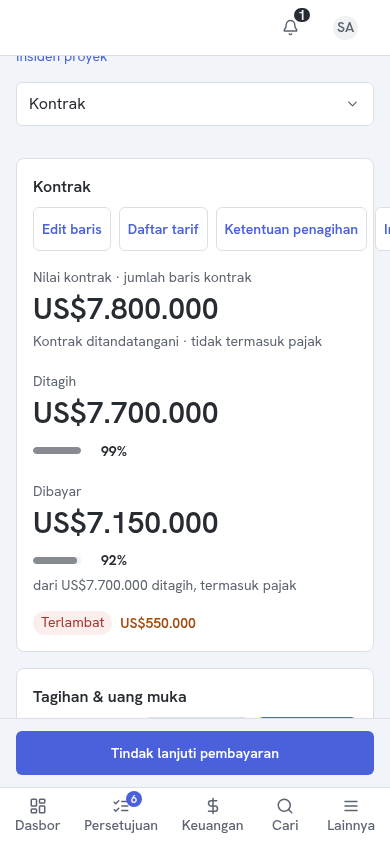 1
SA
Insiden proyek
Kontrak
Kontrak
Edit baris
Daftar tarif
Ketentuan penagihan
Nilai kontrak · jumlah baris kontrak
US$7.800.000
Kontrak ditandatangani · tidak termasuk pajak
Ditagih
US$7.700.000
99%
Dibayar
US$7.150.000
92%
dari US$7.700.000 ditagih, termasuk pajak
Terlambat US$550.000
Tagihan & uang muka
Tindak lanjuti pembayaran
6
Dasbor Persetujuan Keuangan Cari Lainnya